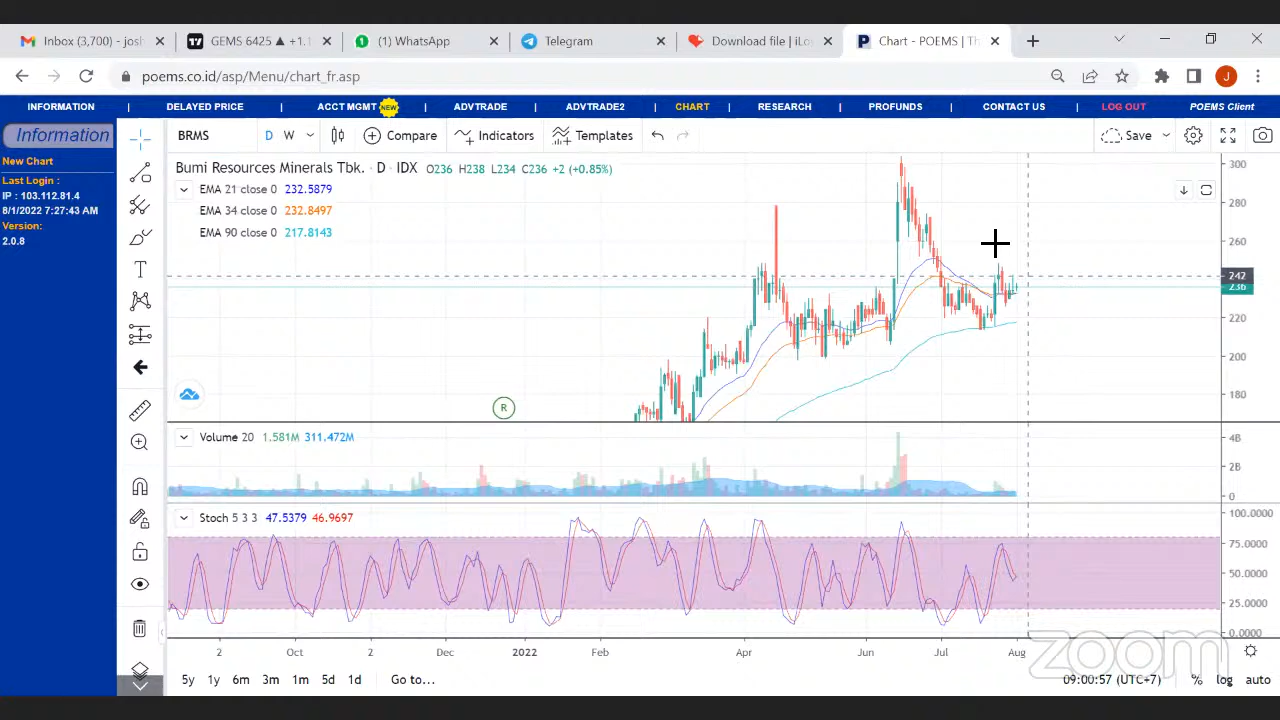 Inbox (3,700) - josh
GEMS 6425 ▲ +1.1
(1) WhatsApp
Telegram
Download file | iLo
Chart - POEMS | Th
poems.co.id/asp/Menu/chart_fr.asp
J
INFORMATION | DELAYED PRICE | ACCT MGMT NEW | ADVTRADE | ADVTRADE2 | CHART | RESEARCH | PROFUNDS | CONTACT US | LOG OUT POEMS Client
Information
New Chart
Last Login :
IP : 103.112.81.4
8/1/2022 7:27:43 AM
Version:
2.0.8
BRMS D W Compare Indicators Templates Save
Bumi Resources Minerals Tbk. · D · IDX O236 H238 L234 C236 +2 (+0.85%)
EMA 21 close 0 232.5879
EMA 34 close 0 232.8497
EMA 90 close 0 217.8143
300
280
260
242
236
220
200
180
R
Volume 20 1.581M 311.472M
4B
2B
0
Stoch 5 3 3 47.5379 46.9697
100.0000
75.0000
50.0000
25.0000
0.0000
2 Oct 2 Dec 2022 Feb Apr Jun Jul Aug
zoom
5y 1y 6m 3m 1m 5d 1d Go to... 09:00:57 (UTC+7) % log auto